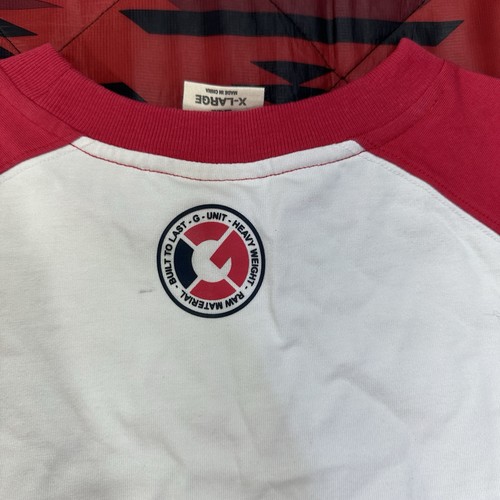 X-LARGE
MADE IN CHINA
BUILT TO LAST - G - UNIT - HEAVY WEIGHT - RAW MATERIAL -
G